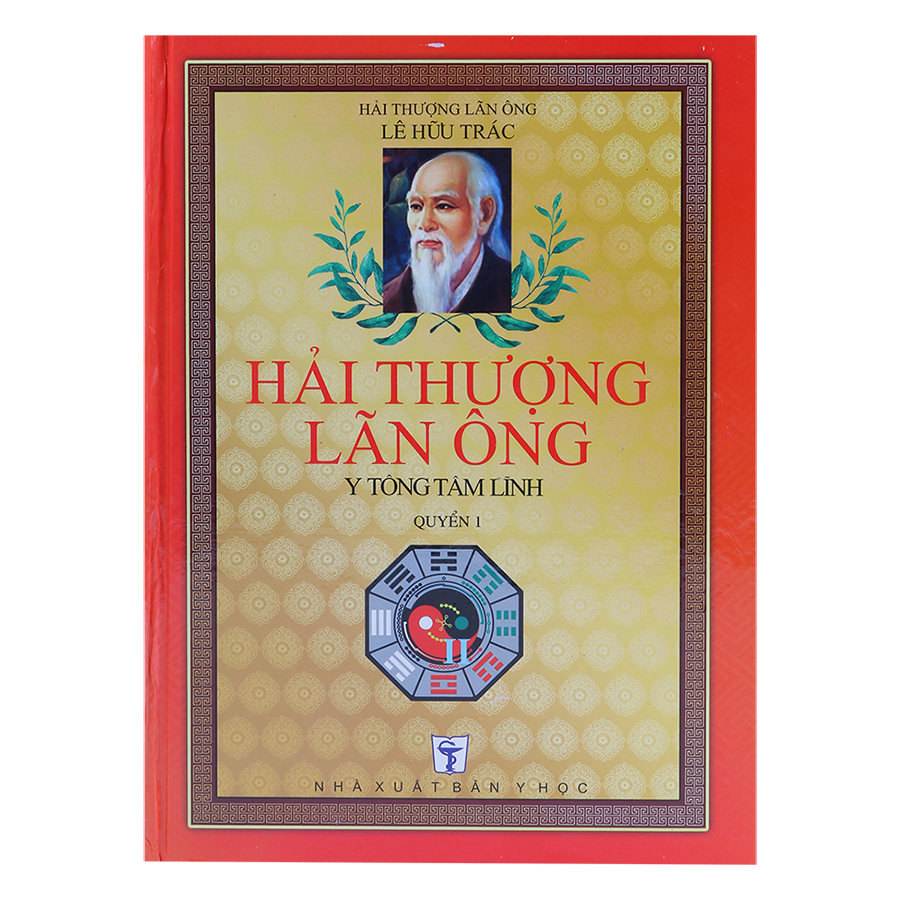 HẢI THƯỢNG LÃN ÔNG
LÊ HỮU TRÁC
HẢI THƯỢNG
LÃN ÔNG
Y TÔNG TÂM LĨNH
QUYỂN 1
NHÀ XUẤT BẢN Y HỌC